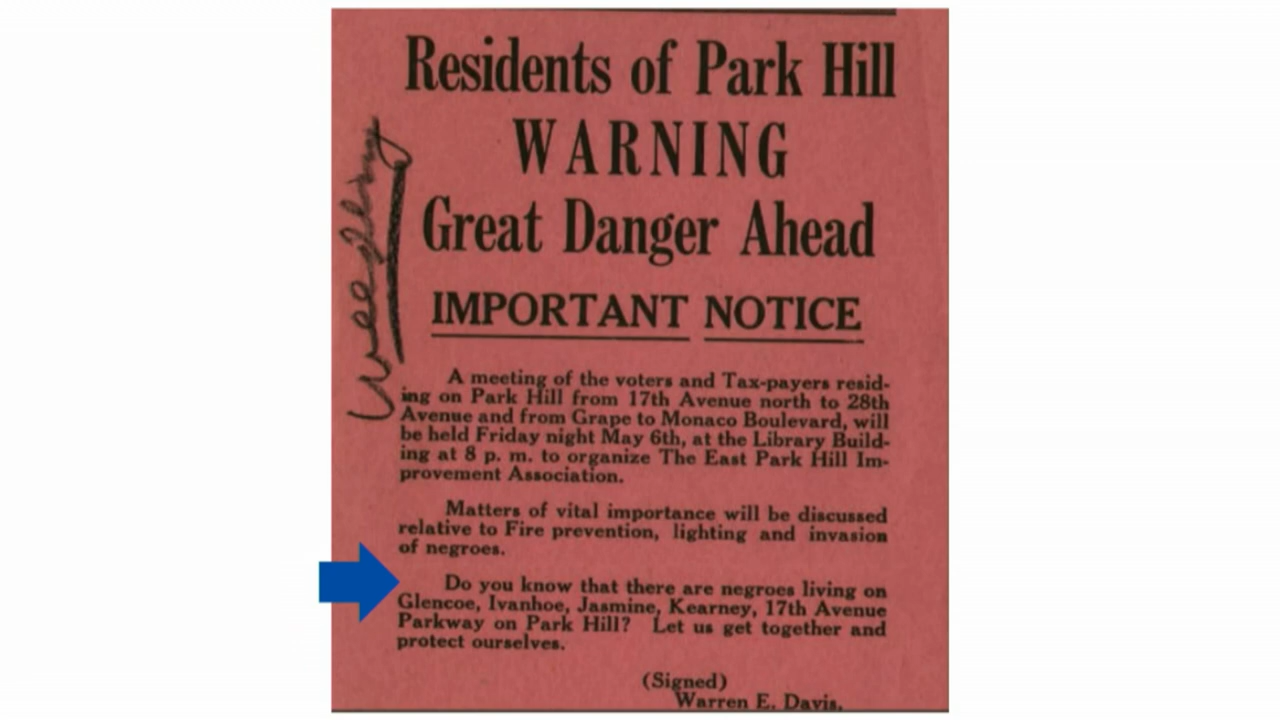 Residents of Park Hill
WARNING
Great Danger Ahead
IMPORTANT NOTICE
A meeting of the voters and Tax-payers resid-
ing on Park Hill from 17th Avenue north to 28th
Avenue and from Grape to Monaco Boulevard, will
be held Friday night May 6th, at the Library Build-
ing at 8 p. m. to organize The East Park Hill Im-
provement Association.
Matters of vital importance will be discussed
relative to Fire prevention, lighting and invasion
of negroes.
Do you know that there are negroes living on
Glencoe, Ivanhoe, Jasmine, Kearney, 17th Avenue
Parkway on Park Hill? Let us get together and
protect ourselves.
(Signed)
Warren E. Davis.